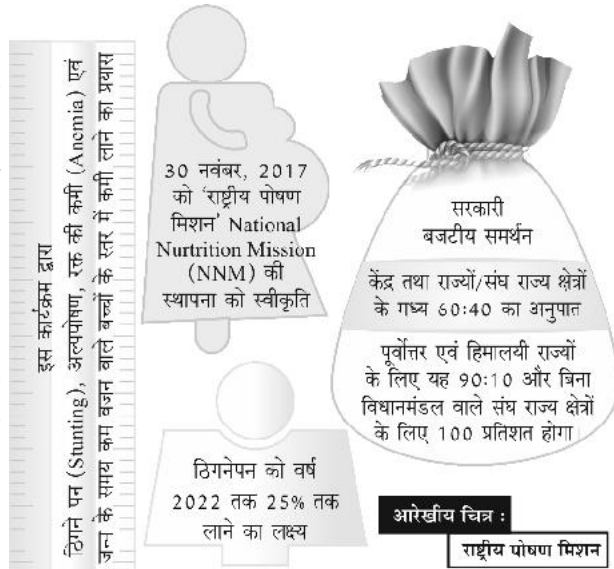 इस कार्यक्रम द्वारा
ठिगने पन (Stunting), अल्पपोषण, रक्त की कमी (Anemia) एवं
जन्म के समय कम वजन वाले बच्चों के स्तर में कमी लाने का प्रयास
30 नवंबर, 2017
को ‘राष्ट्रीय पोषण
मिशन’ National
Nurtrition Mission
(NNM) की
स्थापना को स्वीकृति
ठिगनेपन को वर्ष
2022 तक 25% तक
लाने का लक्ष्य
सरकारी
बजटीय समर्थन
केंद्र तथा राज्यों/संघ राज्य क्षेत्रों
के मध्य 60:40 का अनुपात
पूर्वोत्तर एवं हिमालयी राज्यों
के लिए यह 90:10 और बिना
विधानमंडल वाले संघ राज्य क्षेत्रों
के लिए 100 प्रतिशत होगा
आरेखीय चित्र :
राष्ट्रीय पोषण मिशन